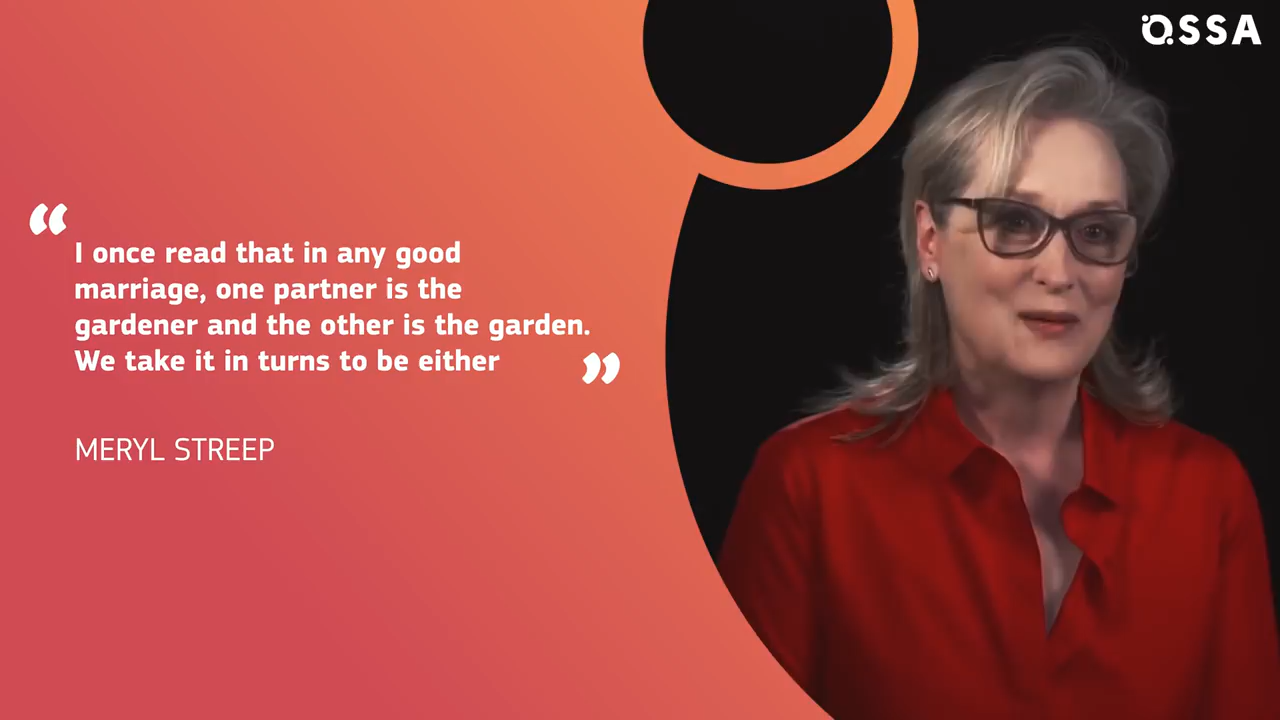 OSSA
“
I once read that in any good
marriage, one partner is the
gardener and the other is the garden.
We take it in turns to be either
”
MERYL STREEP